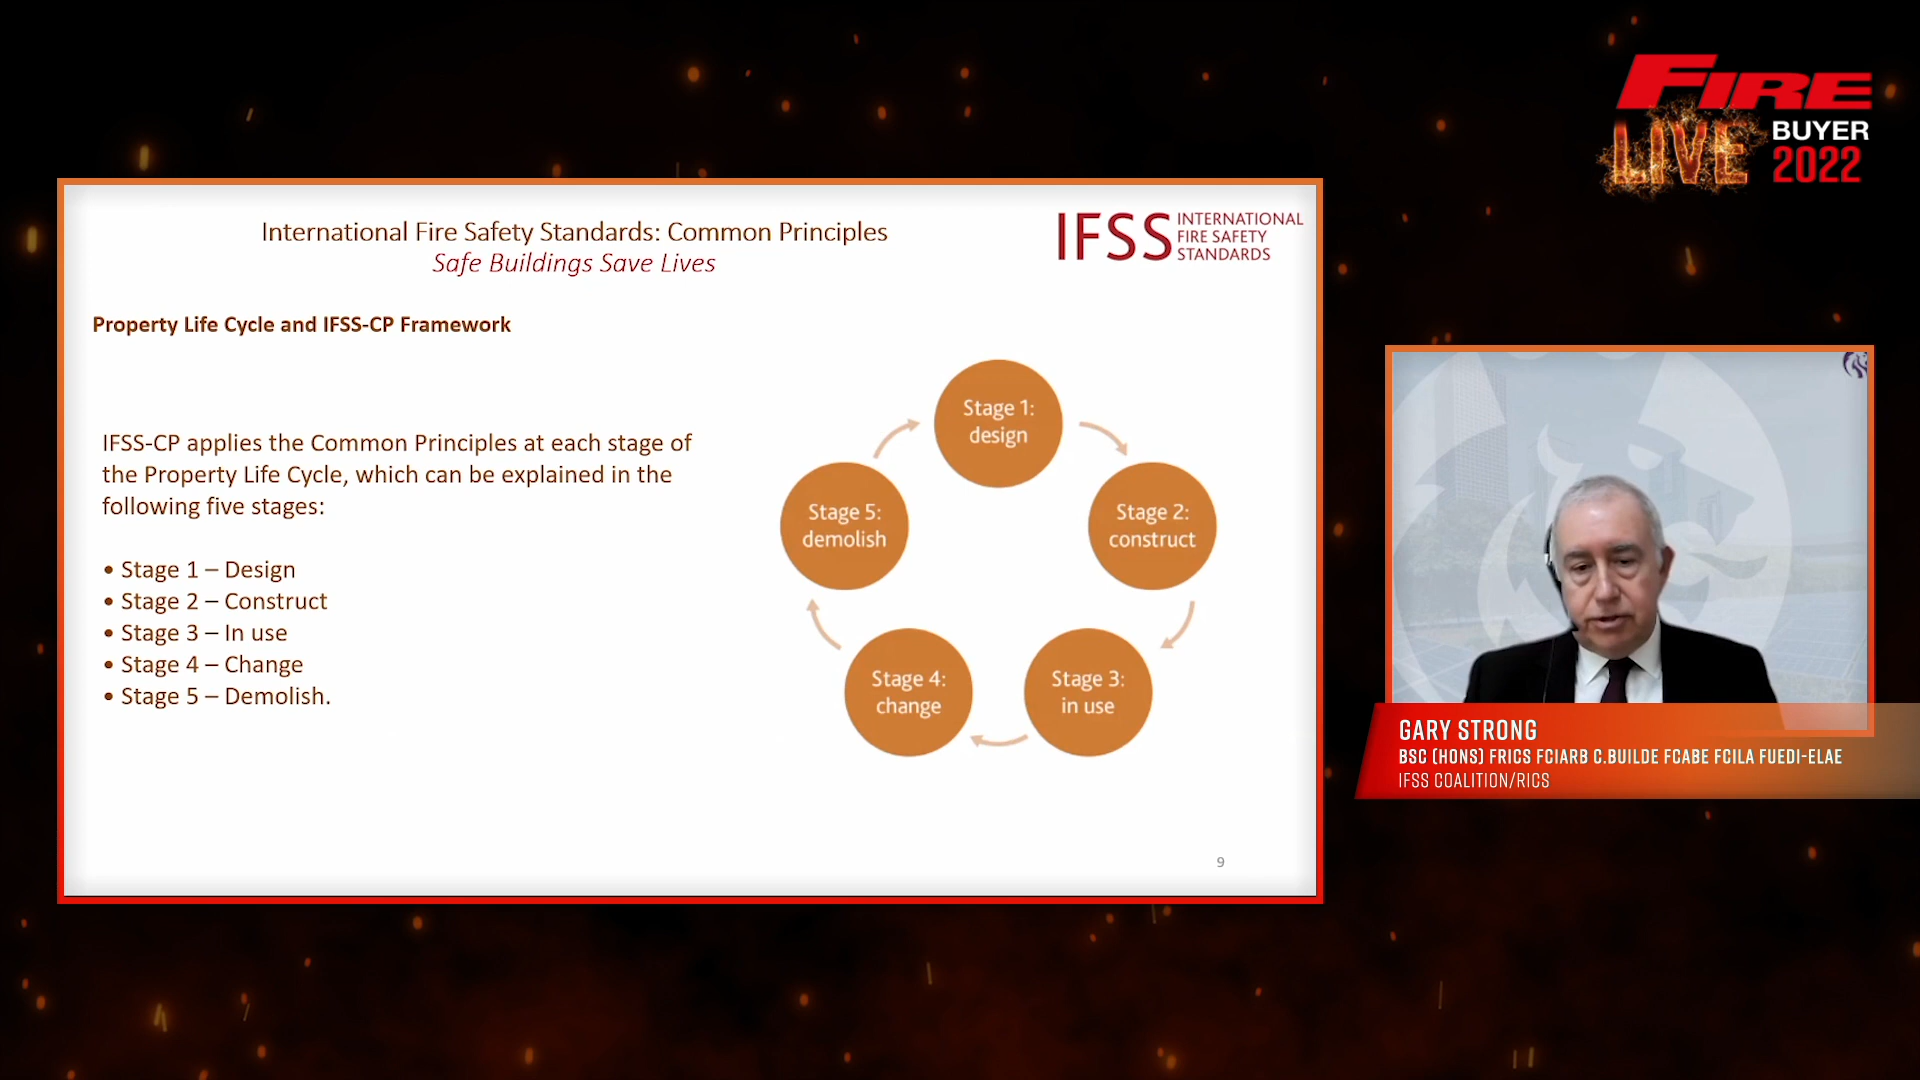 FIRE
LIVE BUYER
2022
International Fire Safety Standards: Common Principles
Safe Buildings Save Lives
IFSS INTERNATIONAL
FIRE SAFETY
STANDARDS
Property Life Cycle and IFSS-CP Framework
IFSS-CP applies the Common Principles at each stage of
the Property Life Cycle, which can be explained in the
following five stages:
• Stage 1 – Design
• Stage 2 – Construct
• Stage 3 – In use
• Stage 4 – Change
• Stage 5 – Demolish.
Stage 1:
design
Stage 2:
construct
Stage 3:
in use
Stage 4:
change
Stage 5:
demolish
9
GARY STRONG
BSC (HONS) FRICS FCIARB C.BUILDE FCABE FCILA FUEDI-ELAE
IFSS COALITION/RICS